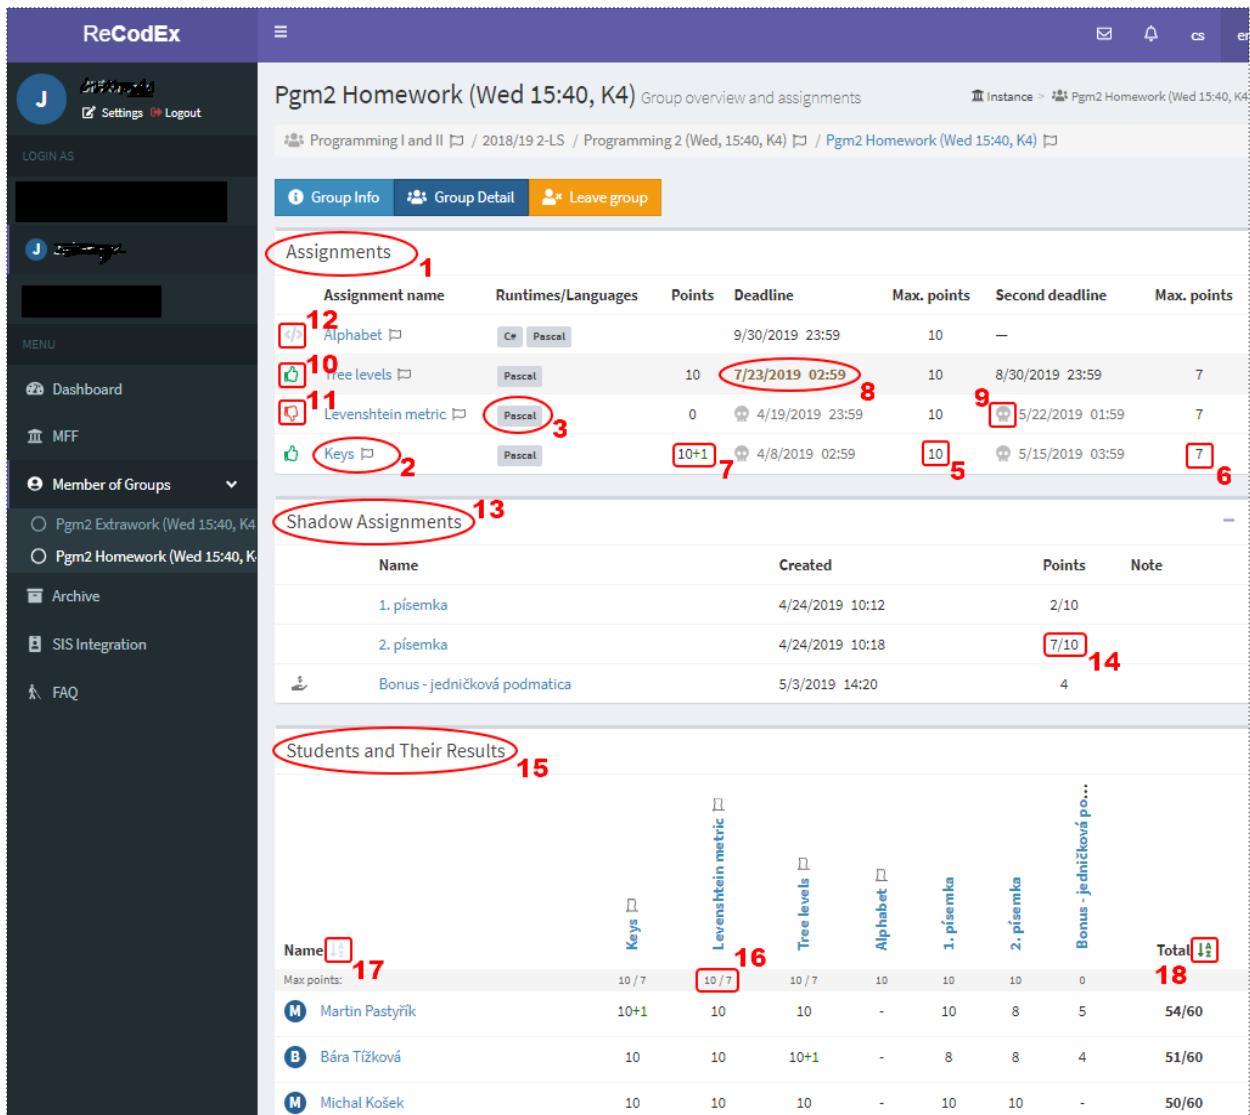 ReCodEx
cs en
J
Settings Logout
LOGIN AS
J
MENU
Dashboard
MFF
Member of Groups
Pgm2 Extrawork (Wed 15:40, K4
Pgm2 Homework (Wed 15:40, K
Archive
SIS Integration
FAQ
Pgm2 Homework (Wed 15:40, K4) Group overview and assignments
Instance > Pgm2 Homework (Wed 15:40, K4
Programming I and II / 2018/19 2-LS / Programming 2 (Wed, 15:40, K4) / Pgm2 Homework (Wed 15:40, K4)
Group Info Group Detail Leave group
Assignments 1
Assignment name Runtimes/Languages Points Deadline Max. points Second deadline Max. points
12 Alphabet C# Pascal 9/30/2019 23:59 10 —
10 Tree levels Pascal 10 7/23/2019 02:59 8 10 8/30/2019 23:59 7
11 Levenshtein metric Pascal 3 0 4/19/2019 23:59 10 9 5/22/2019 01:59 7
Keys 2 Pascal 10+1 7 4/8/2019 02:59 10 5 5/15/2019 03:59 7 6
Shadow Assignments 13
Name Created Points Note
1. písemka 4/24/2019 10:12 2/10
2. písemka 4/24/2019 10:18 7/10 14
Bonus - jedničková podmatica 5/3/2019 14:20 4
Students and Their Results 15
Name 17 Keys Levenshtein metric Tree levels Alphabet 1. písemka 2. písemka Bonus - jedničková po... Total 18
16
Max points: 10 / 7 10 / 7 10 / 7 10 10 10 0
M Martin Pastyřík 10+1 10 10 - 10 8 5 54/60
B Bára Tížková 10 10 10+1 - 8 8 4 51/60
M Michal Košek 10 10 10 - 10 10 - 50/60